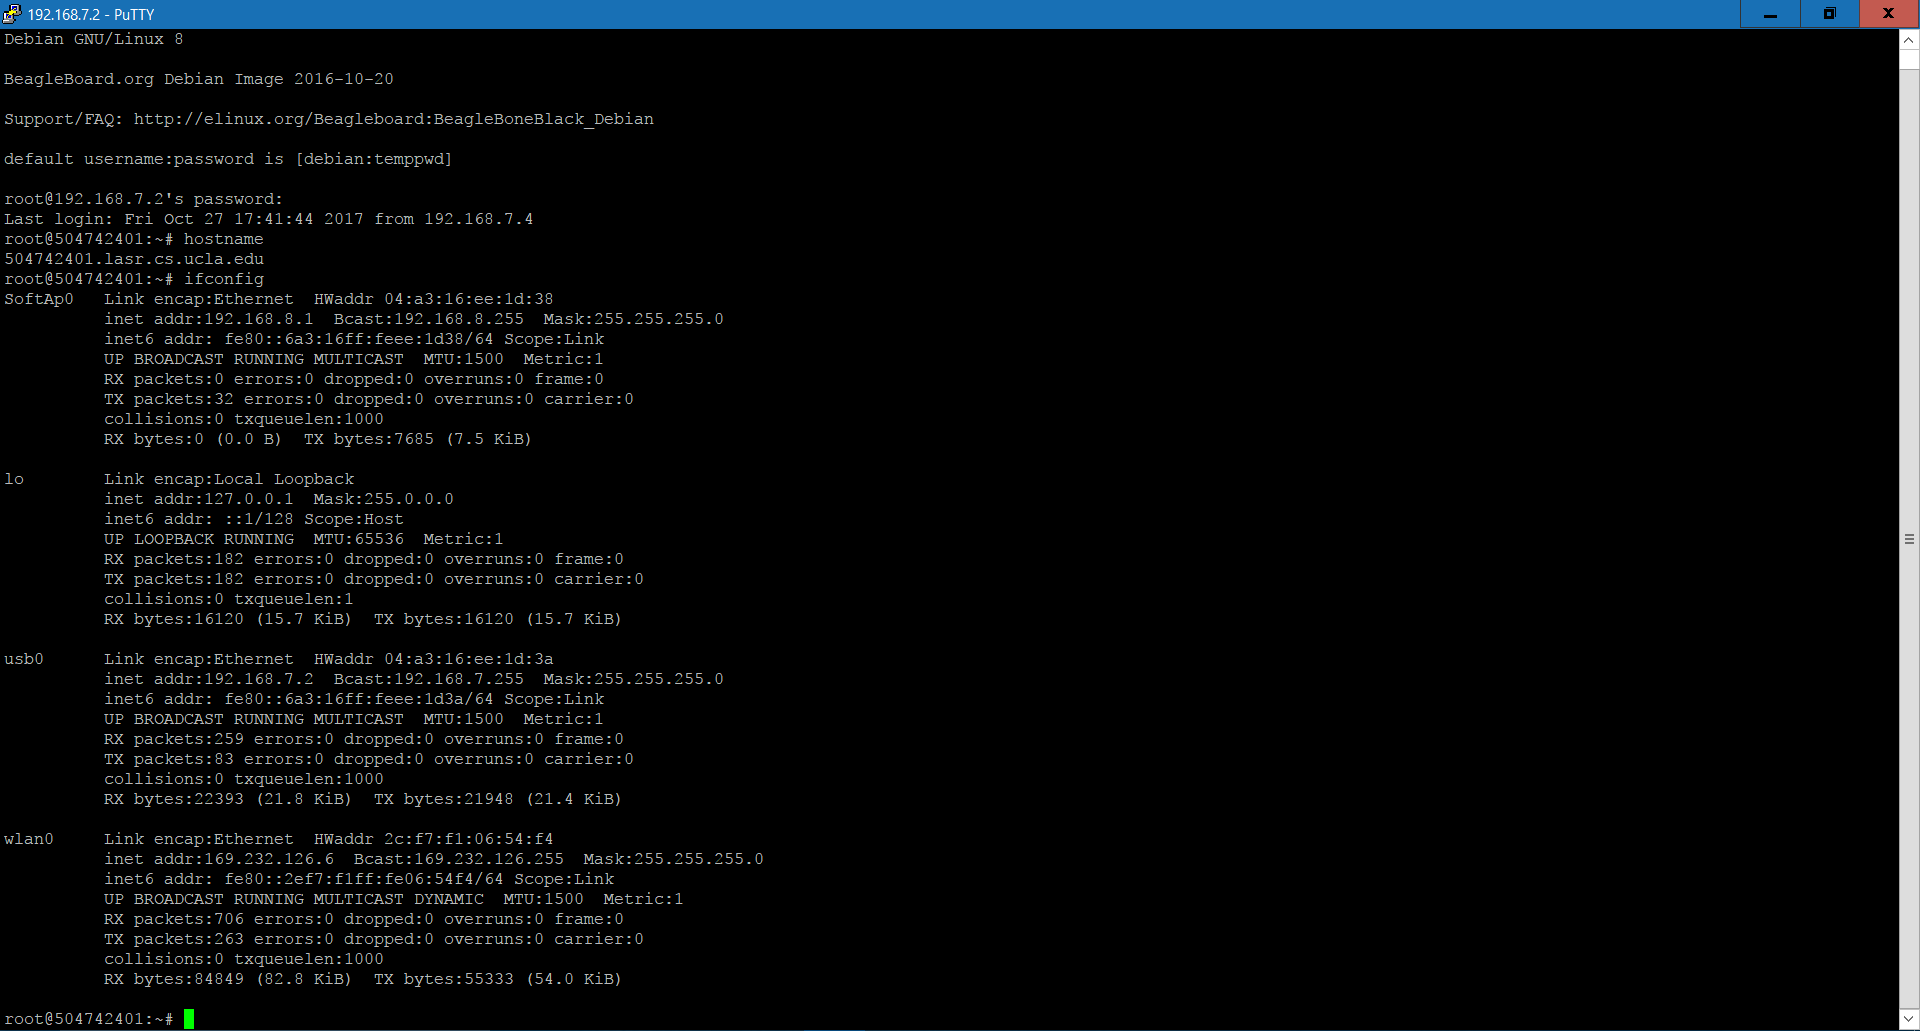 192.168.7.2 - PuTTY
Debian GNU/Linux 8
BeagleBoard.org Debian Image 2016-10-20
Support/FAQ: http://elinux.org/Beagleboard:BeagleBoneBlack_Debian
default username:password is [debian:temppwd]
root@192.168.7.2's password:
Last login: Fri Oct 27 17:41:44 2017 from 192.168.7.4
root@504742401:~# hostname
504742401.lasr.cs.ucla.edu
root@504742401:~# ifconfig
SoftAp0   Link encap:Ethernet  HWaddr 04:a3:16:ee:1d:38
          inet addr:192.168.8.1  Bcast:192.168.8.255  Mask:255.255.255.0
          inet6 addr: fe80::6a3:16ff:feee:1d38/64 Scope:Link
          UP BROADCAST RUNNING MULTICAST  MTU:1500  Metric:1
          RX packets:0 errors:0 dropped:0 overruns:0 frame:0
          TX packets:32 errors:0 dropped:0 overruns:0 carrier:0
          collisions:0 txqueuelen:1000
          RX bytes:0 (0.0 B)  TX bytes:7685 (7.5 KiB)
lo        Link encap:Local Loopback
          inet addr:127.0.0.1  Mask:255.0.0.0
          inet6 addr: ::1/128 Scope:Host
          UP LOOPBACK RUNNING  MTU:65536  Metric:1
          RX packets:182 errors:0 dropped:0 overruns:0 frame:0
          TX packets:182 errors:0 dropped:0 overruns:0 carrier:0
          collisions:0 txqueuelen:1
          RX bytes:16120 (15.7 KiB)  TX bytes:16120 (15.7 KiB)
usb0      Link encap:Ethernet  HWaddr 04:a3:16:ee:1d:3a
          inet addr:192.168.7.2  Bcast:192.168.7.255  Mask:255.255.255.0
          inet6 addr: fe80::6a3:16ff:feee:1d3a/64 Scope:Link
          UP BROADCAST RUNNING MULTICAST  MTU:1500  Metric:1
          RX packets:259 errors:0 dropped:0 overruns:0 frame:0
          TX packets:83 errors:0 dropped:0 overruns:0 carrier:0
          collisions:0 txqueuelen:1000
          RX bytes:22393 (21.8 KiB)  TX bytes:21948 (21.4 KiB)
wlan0     Link encap:Ethernet  HWaddr 2c:f7:f1:06:54:f4
          inet addr:169.232.126.6  Bcast:169.232.126.255  Mask:255.255.255.0
          inet6 addr: fe80::2ef7:f1ff:fe06:54f4/64 Scope:Link
          UP BROADCAST RUNNING MULTICAST DYNAMIC  MTU:1500  Metric:1
          RX packets:706 errors:0 dropped:0 overruns:0 frame:0
          TX packets:263 errors:0 dropped:0 overruns:0 carrier:0
          collisions:0 txqueuelen:1000
          RX bytes:84849 (82.8 KiB)  TX bytes:55333 (54.0 KiB)
root@504742401:~#